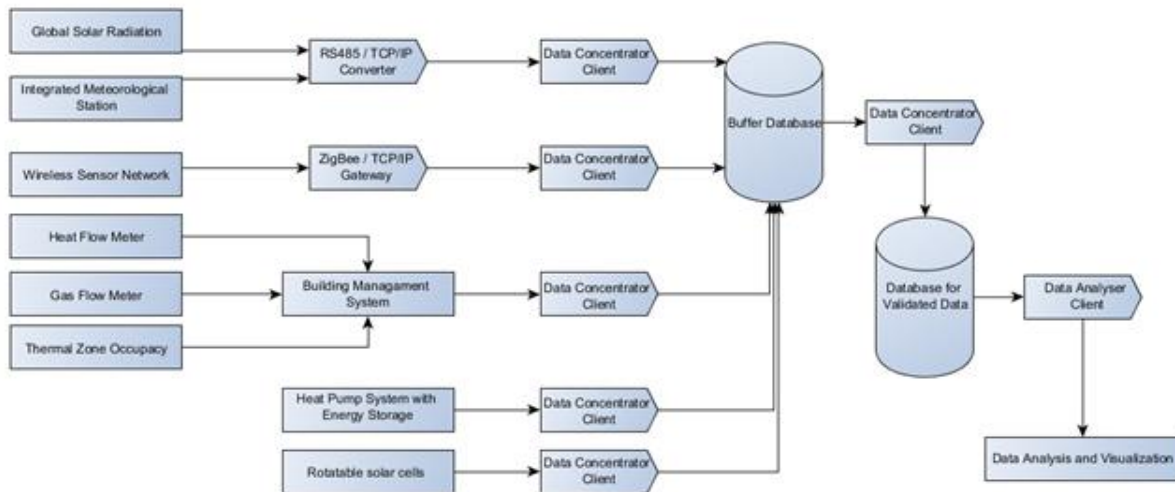 Global Solar Radiation
RS485 / TCP/IP
Converter
Data Concentrator
Client
Integrated Meteorological
Station
Buffer Database
Data Concentrator
Client
Wireless Sensor Network
ZigBee / TCP/IP
Gateway
Data Concentrator
Client
Heat Flow Meter
Gas Flow Meter
Building Managament
System
Data Concentrator
Client
Database for
Validated Data
Data Analyser
Client
Thermal Zone Occupacy
Heat Pump System with
Energy Storage
Data Concentrator
Client
Rotatable solar cells
Data Concentrator
Client
Data Analysis and Visualization